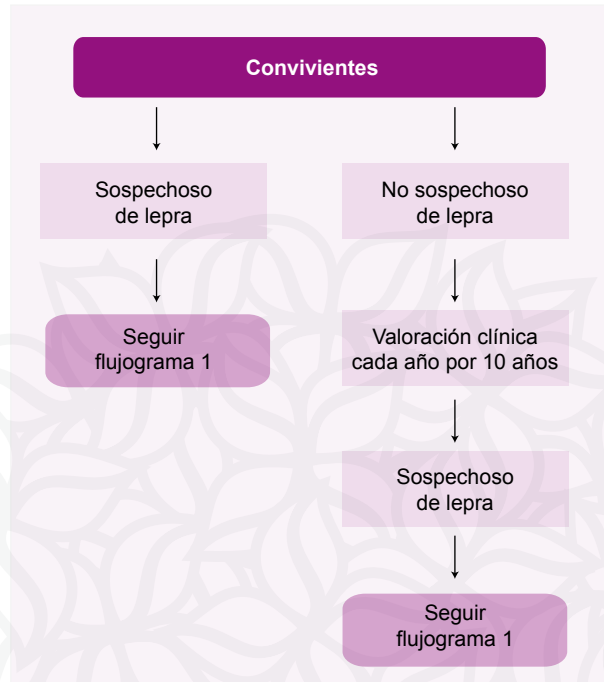 Convivientes
Sospechoso
de lepra
Seguir
flujograma 1
No sospechoso
de lepra
Valoración clínica
cada año por 10 años
Sospechoso
de lepra
Seguir
flujograma 1